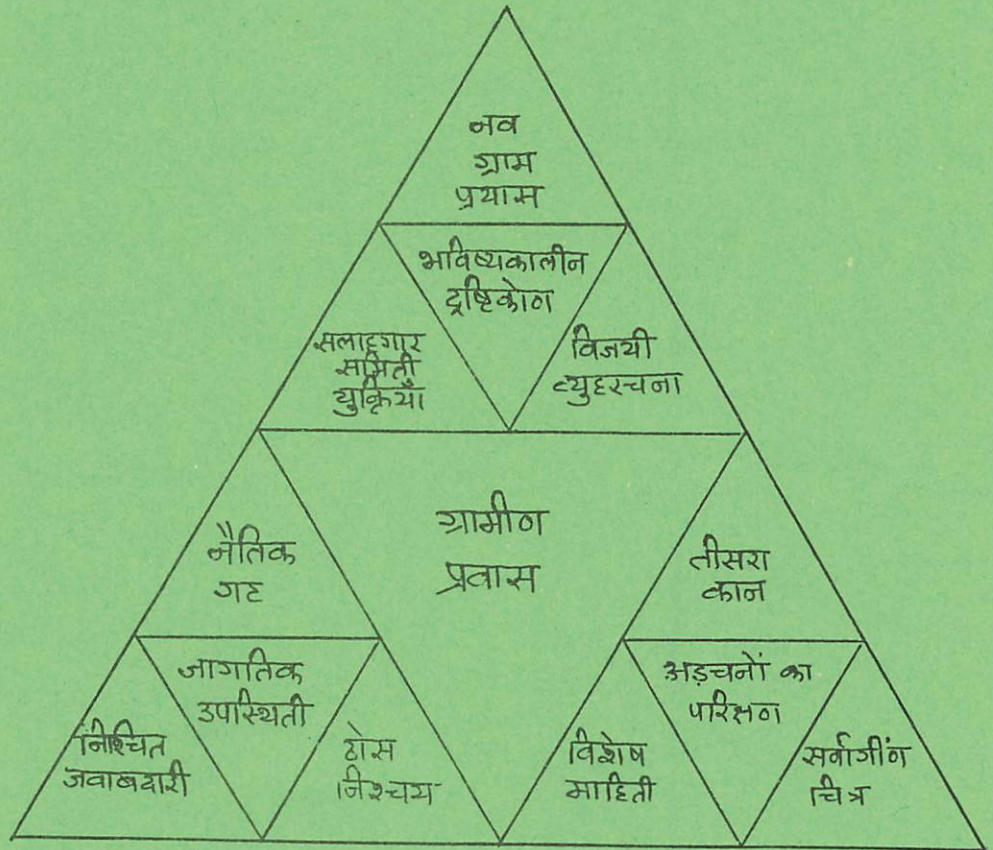 नव
ग्राम
प्रयास
भविष्यकालीन
द्रष्टिकोण
सलाहगार
समिती
युक्तियाँ
विजयी
व्युहरचना
ग्रामीण
प्रवास
नैतिक
गट
तीसरा
कान
जागतिक
उपस्थिती
अड़चनों का
परिक्षण
निश्चित
जवाबदारी
ठोस
निश्चय
विशेष
माहिती
सर्वागींण
चित्र